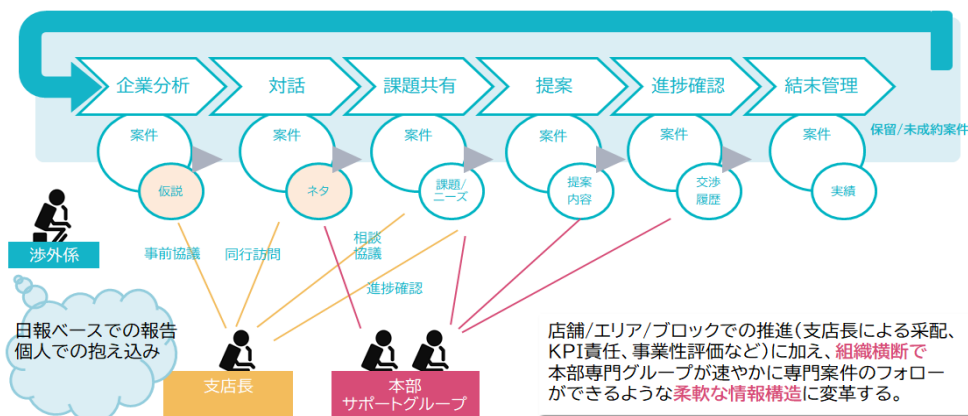 企業分析
対話
課題共有
提案
進捗確認
結末管理
案件
案件
案件
案件
案件
案件
保留/未成約案件
仮説
ネタ
課題/
ニーズ
提案
内容
交渉
履歴
実績
渉外係
事前協議
同行訪問
相談
協議
進捗確認
日報ベースでの報告
個人での抱え込み
支店長
本部
サポートグループ
店舗/エリア/ブロックでの推進(支店長による采配、
KPI責任、事業性評価など)に加え、組織横断で
本部専門グループが速やかに専門案件のフォロー
ができるような柔軟な情報構造に変革する。